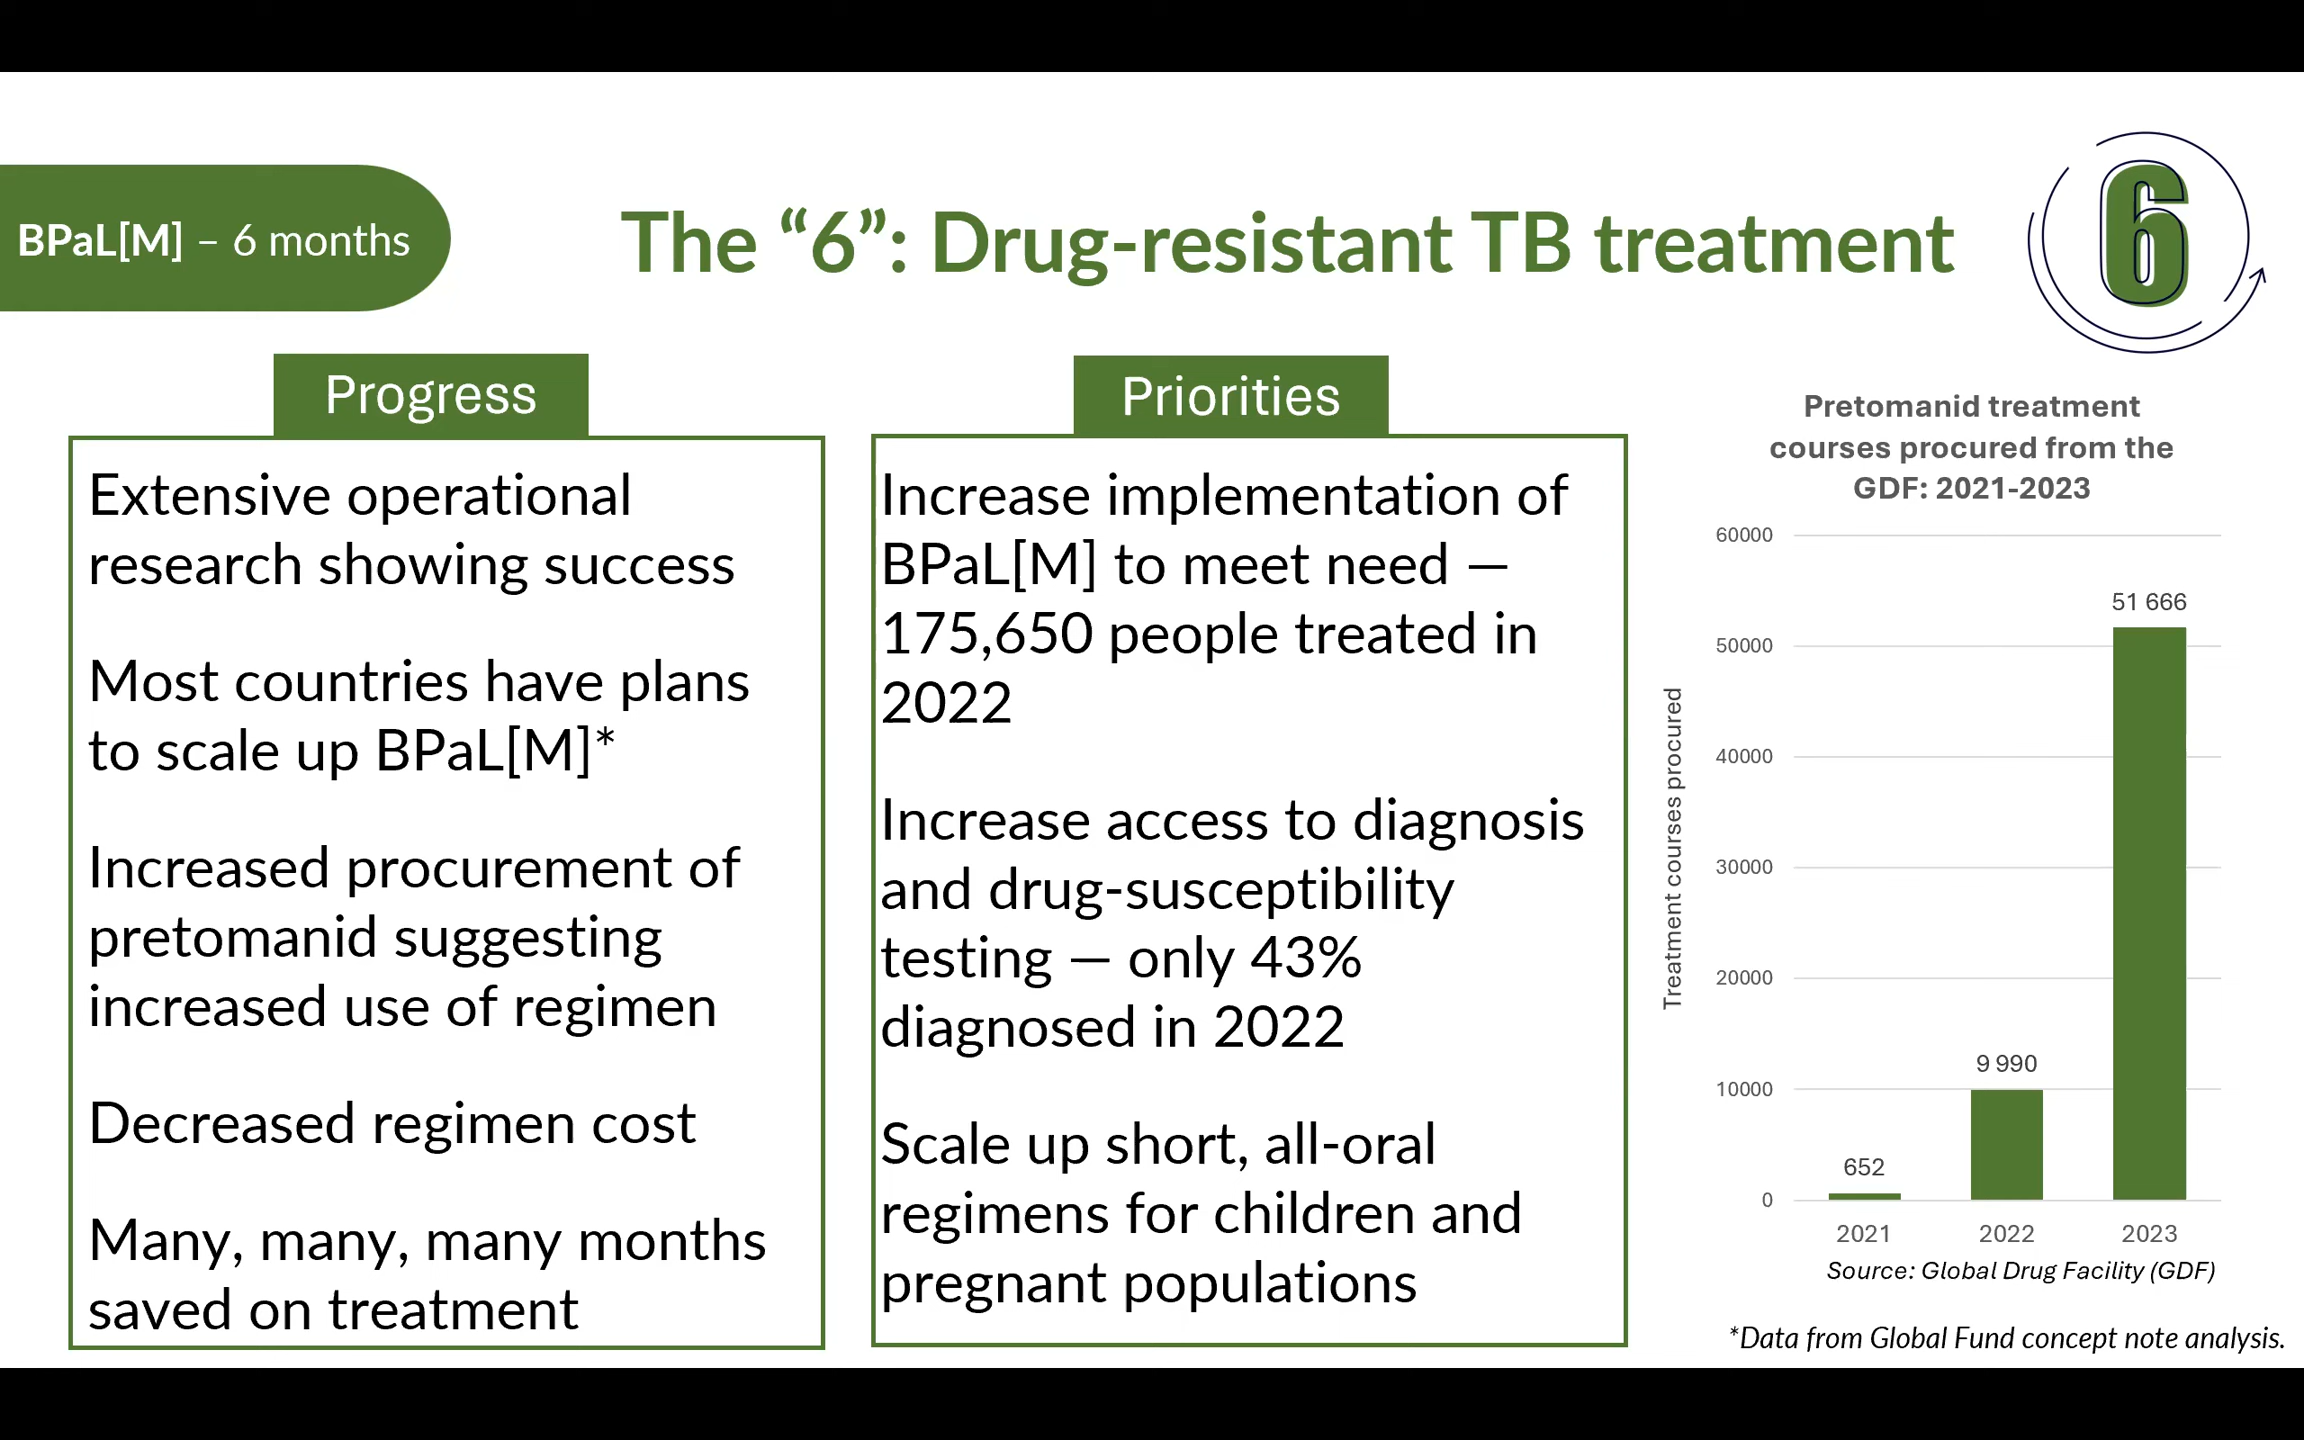 BPaL[M] – 6 months
The “6”: Drug-resistant TB treatment
6
Progress
Extensive operational
research showing success
Most countries have plans
to scale up BPaL[M]*
Increased procurement of
pretomanid suggesting
increased use of regimen
Decreased regimen cost
Many, many, many months
saved on treatment
Priorities
Increase implementation of
BPaL[M] to meet need —
175,650 people treated in
2022
Increase access to diagnosis
and drug-susceptibility
testing — only 43%
diagnosed in 2022
Scale up short, all-oral
regimens for children and
pregnant populations
Pretomanid treatment
courses procured from the
GDF: 2021-2023
Treatment courses procured
60000
50000
40000
30000
20000
10000
0
652
9 990
51 666
2021 2022 2023
Source: Global Drug Facility (GDF)
*Data from Global Fund concept note analysis.